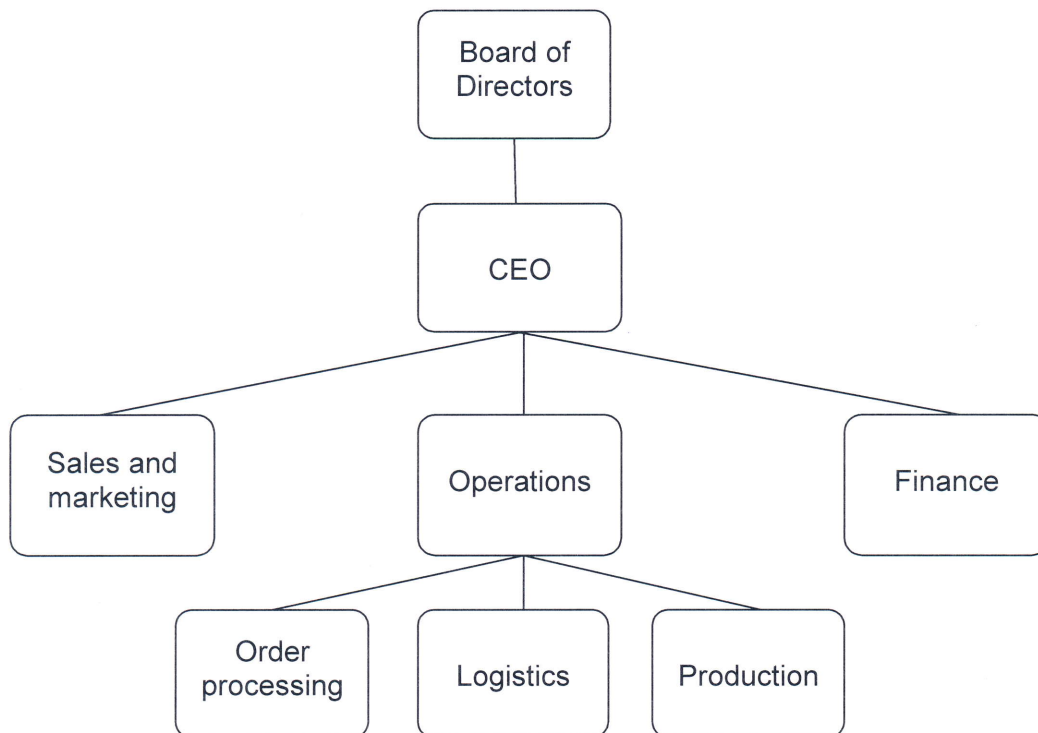 Board of
Directors
CEO
Sales and
marketing
Operations
Finance
Order
processing
Logistics
Production